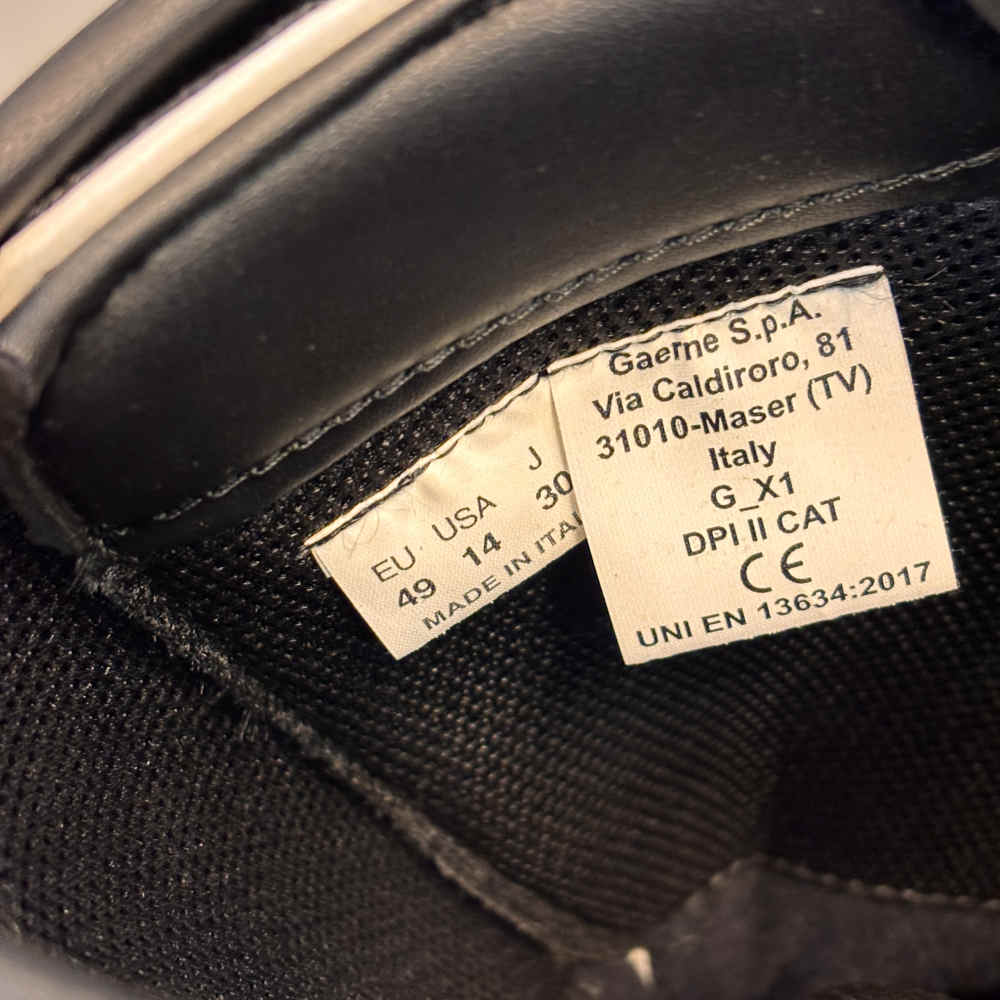 EU USA J
49 14 30
MADE IN ITA
Gaerne S.p.A.
Via Caldiroro, 81
31010-Maser (TV)
Italy
G_X1
DPI II CAT
CE
UNI EN 13634:2017